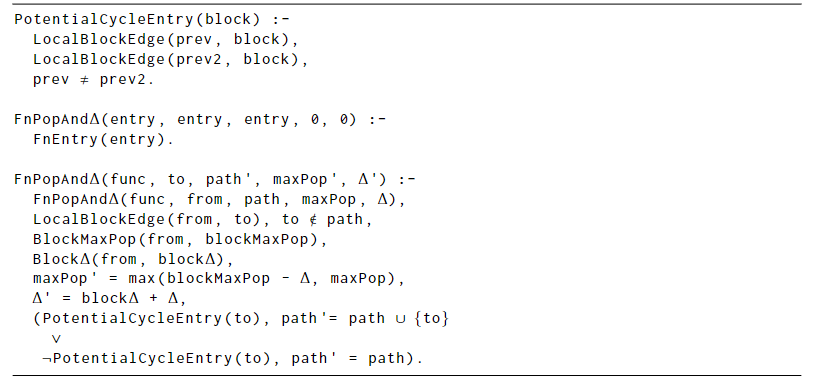 PotentialCycleEntry(block) :-
LocalBlockEdge(prev, block),
LocalBlockEdge(prev2, block),
prev ≠ prev2.
FnPopAndΔ(entry, entry, entry, 0, 0) :-
FnEntry(entry).
FnPopAndΔ(func, to, path', maxPop', Δ') :-
FnPopAndΔ(func, from, path, maxPop, Δ),
LocalBlockEdge(from, to), to ∉ path,
BlockMaxPop(from, blockMaxPop),
BlockΔ(from, blockΔ),
maxPop' = max(blockMaxPop - Δ, maxPop),
Δ' = blockΔ + Δ,
(PotentialCycleEntry(to), path'= path ∪ {to}
∨
¬PotentialCycleEntry(to), path' = path).